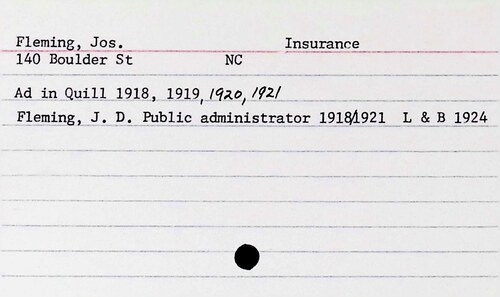 Fleming, Jos. Insurance
140 Boulder St NC
Ad in Quill 1918, 1919, 1920, 1921
Fleming, J. D. Public administrator 1918/1921 L & B 1924